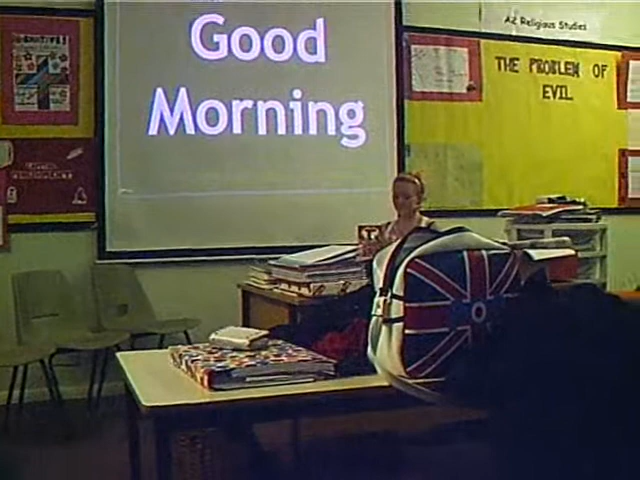 Good
Morning
A2 Religious Studies
THE PROBLEM OF
EVIL